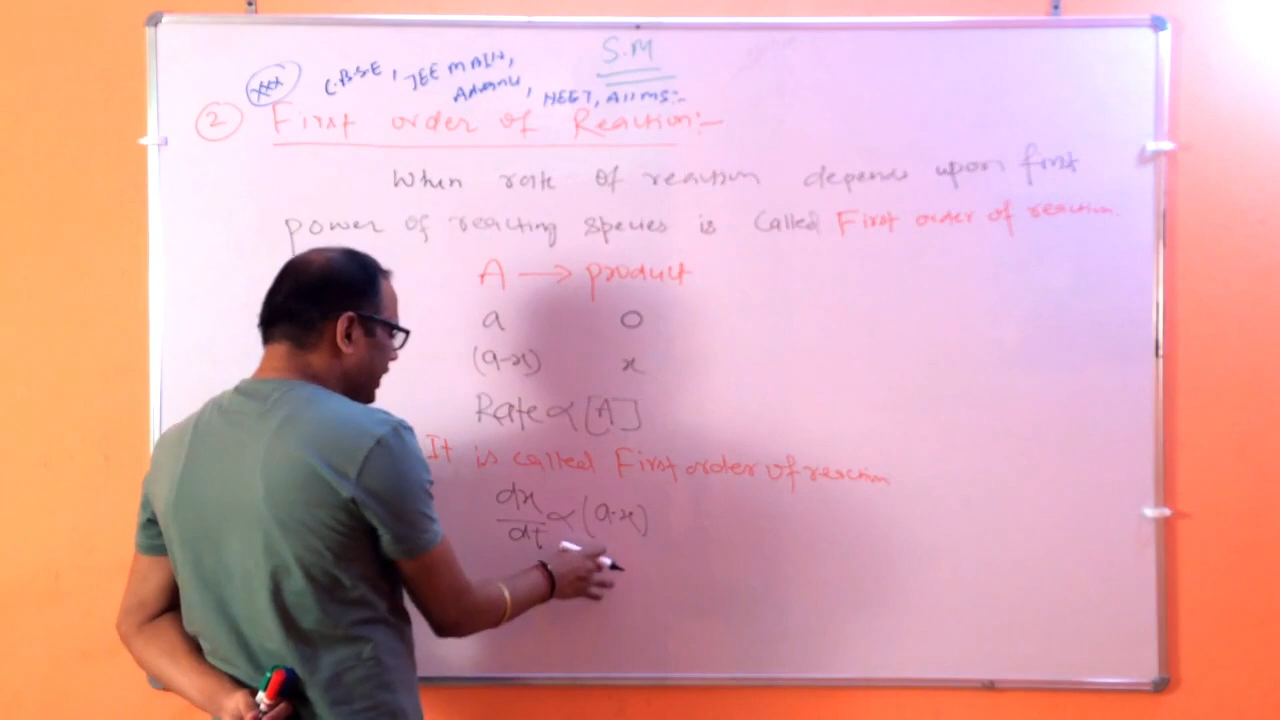 S.M
xxx C.B.S.E, JEE MAIN,
Advanc, NEET, AIIMS:-
2 First order of Reaction:-
When rate of reaction depends upon first
power of reacting species is called First order of reaction.
A → product
a 0
(a-x) x
Rate ∝ [A]
It is called First order of reaction
dx/dt ∝ (a-x)